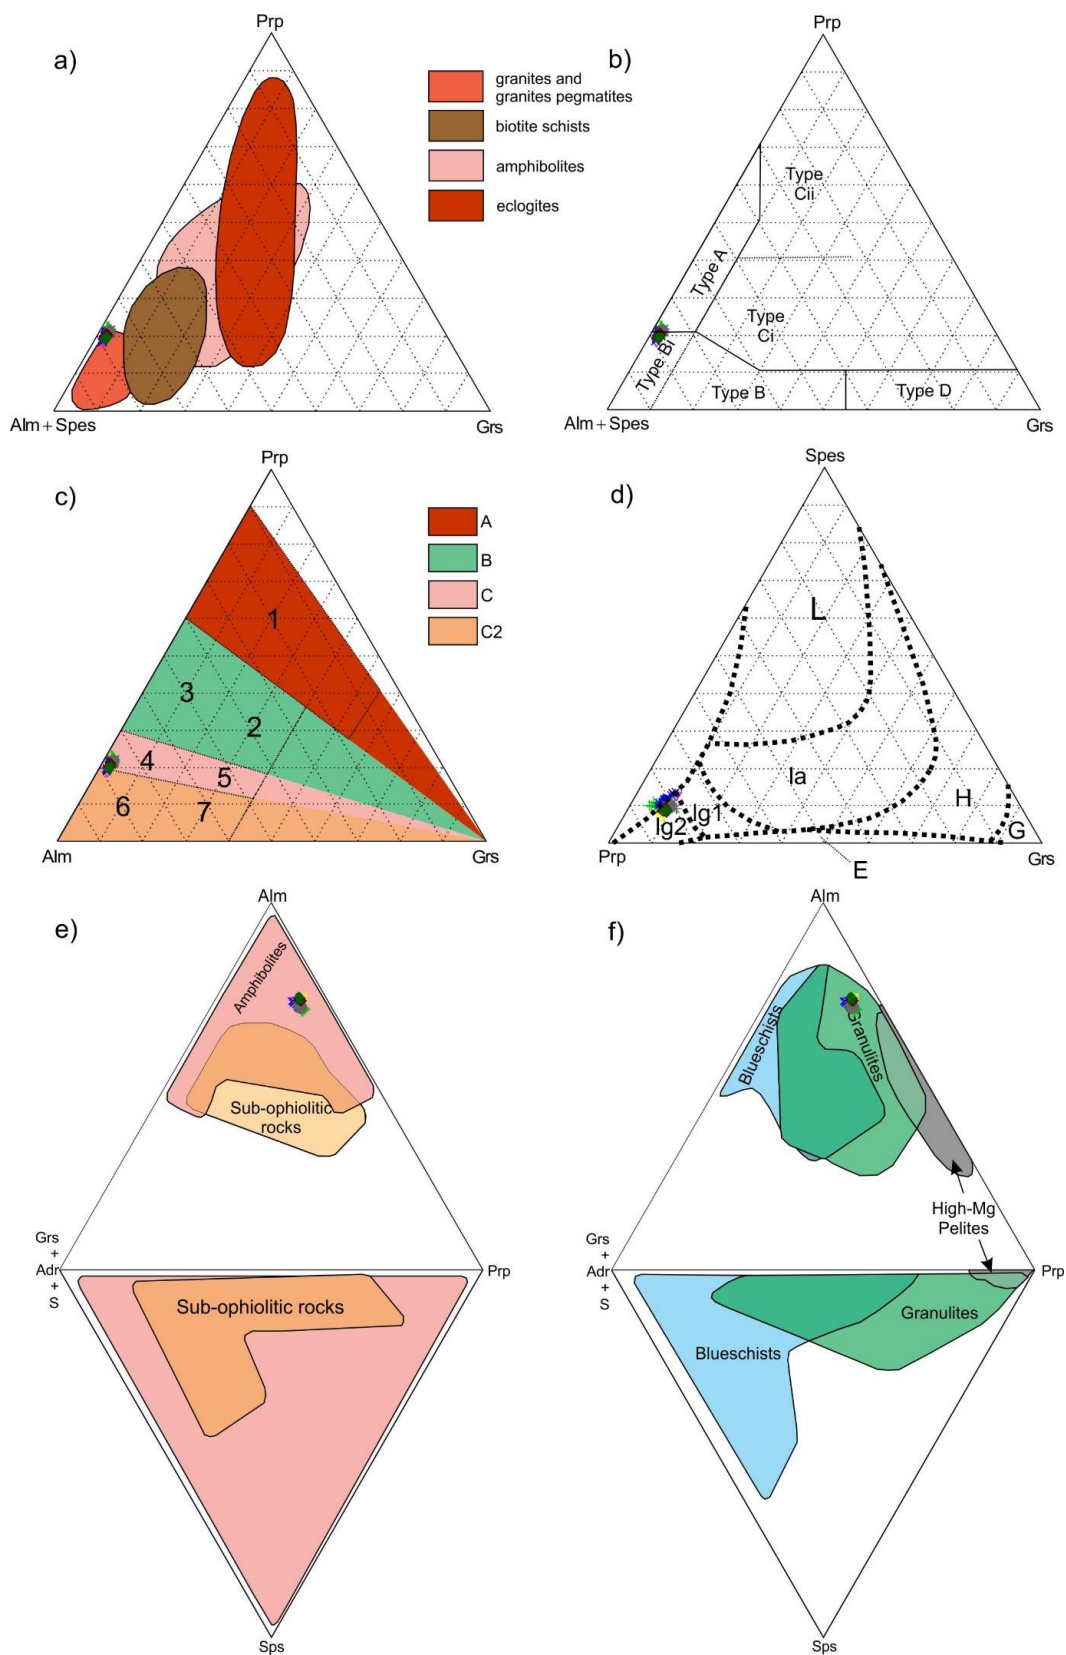 a)
Prp
granites and
granites pegmatites
biotite schists
amphibolites
eclogites
Alm + Spes
Grs
b)
Prp
Type
Cii
Type A
Type
Ci
Type Bi
Type B
Type D
Alm + Spes
Grs
c)
Prp
A
B
C
C2
1
3
2
4
5
6
7
Alm
Grs
d)
Spes
L
Ia
H
Ig1
Ig2
G
Prp
Grs
E
e)
Alm
Amphibolites
Sub-ophiolitic
rocks
Grs
+
Adr
+
S
Prp
Sub-ophiolitic rocks
Sps
f)
Alm
Blueschists
Granulites
High-Mg
Pelites
Grs
+
Adr
+
S
Prp
Granulites
Blueschists
Sps